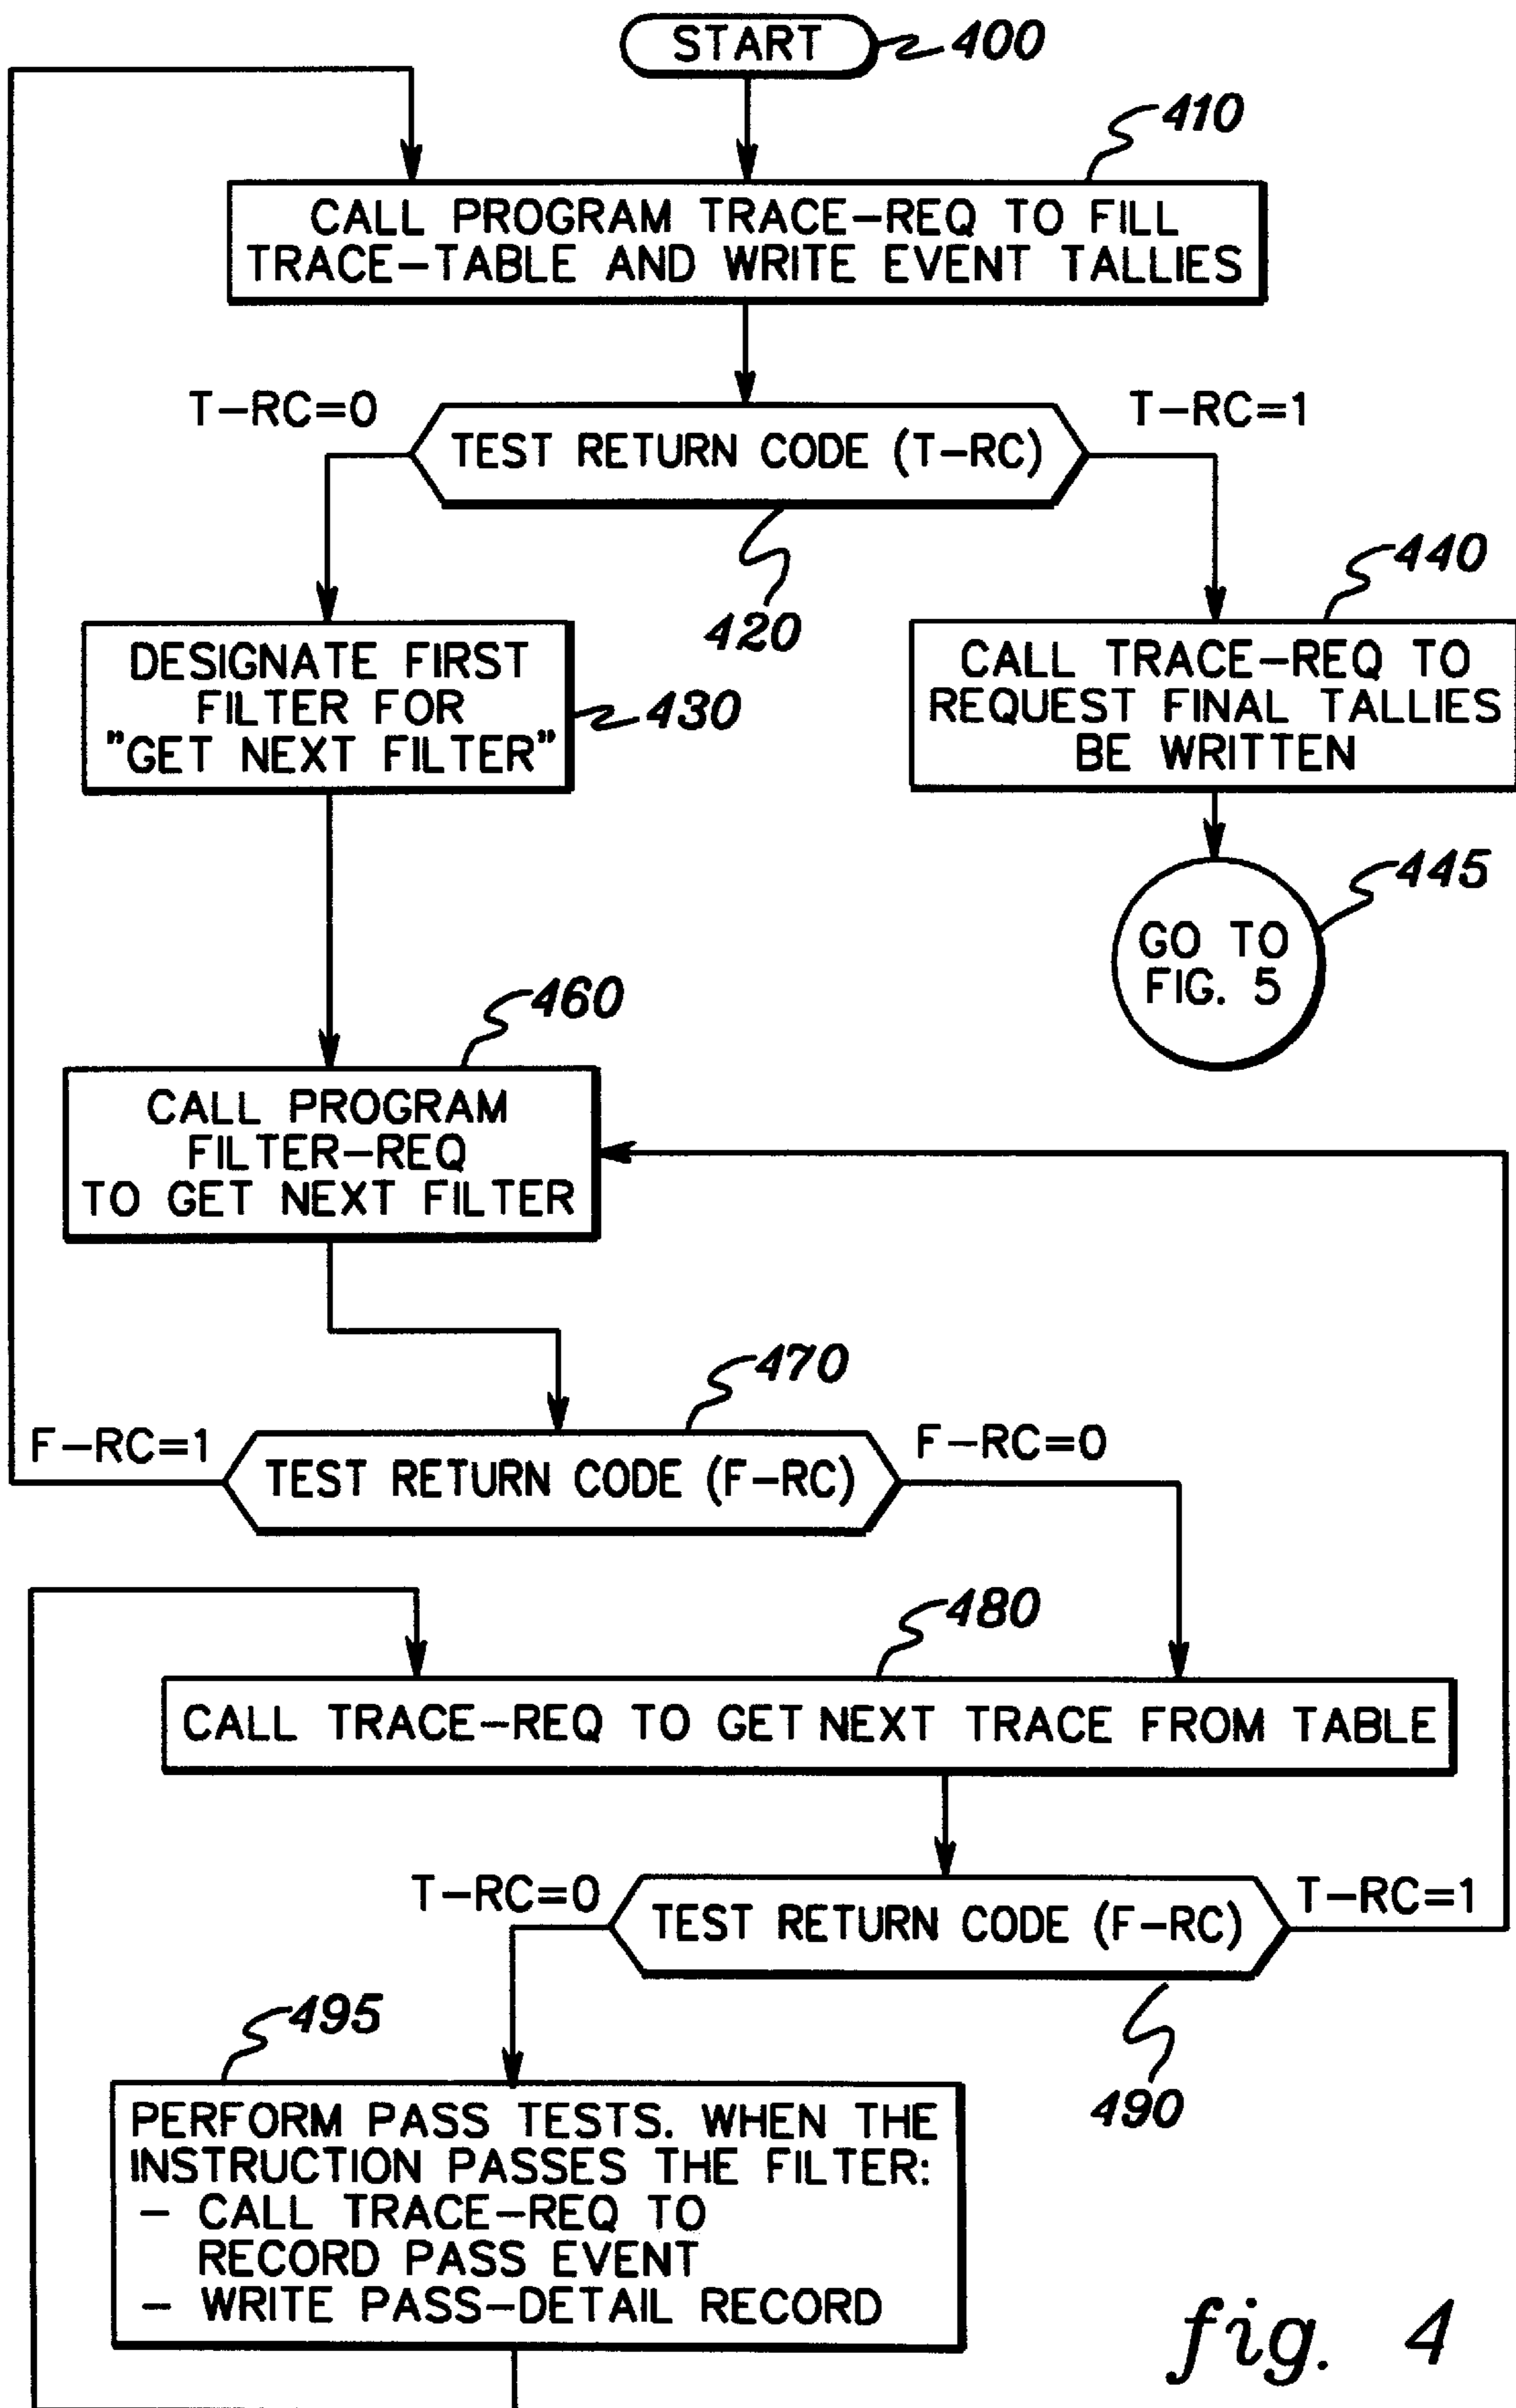 START
400
410
CALL PROGRAM TRACE-REQ TO FILL
TRACE-TABLE AND WRITE EVENT TALLIES
T-RC=0
T-RC=1
TEST RETURN CODE (T-RC)
420
440
DESIGNATE FIRST
FILTER FOR
"GET NEXT FILTER"
430
CALL TRACE-REQ TO
REQUEST FINAL TALLIES
BE WRITTEN
445
GO TO
FIG. 5
460
CALL PROGRAM
FILTER-REQ
TO GET NEXT FILTER
470
F-RC=1
F-RC=0
TEST RETURN CODE (F-RC)
480
CALL TRACE-REQ TO GET NEXT TRACE FROM TABLE
T-RC=0
T-RC=1
TEST RETURN CODE (F-RC)
490
495
PERFORM PASS TESTS. WHEN THE
INSTRUCTION PASSES THE FILTER:
- CALL TRACE-REQ TO
RECORD PASS EVENT
- WRITE PASS-DETAIL RECORD
fig. 4